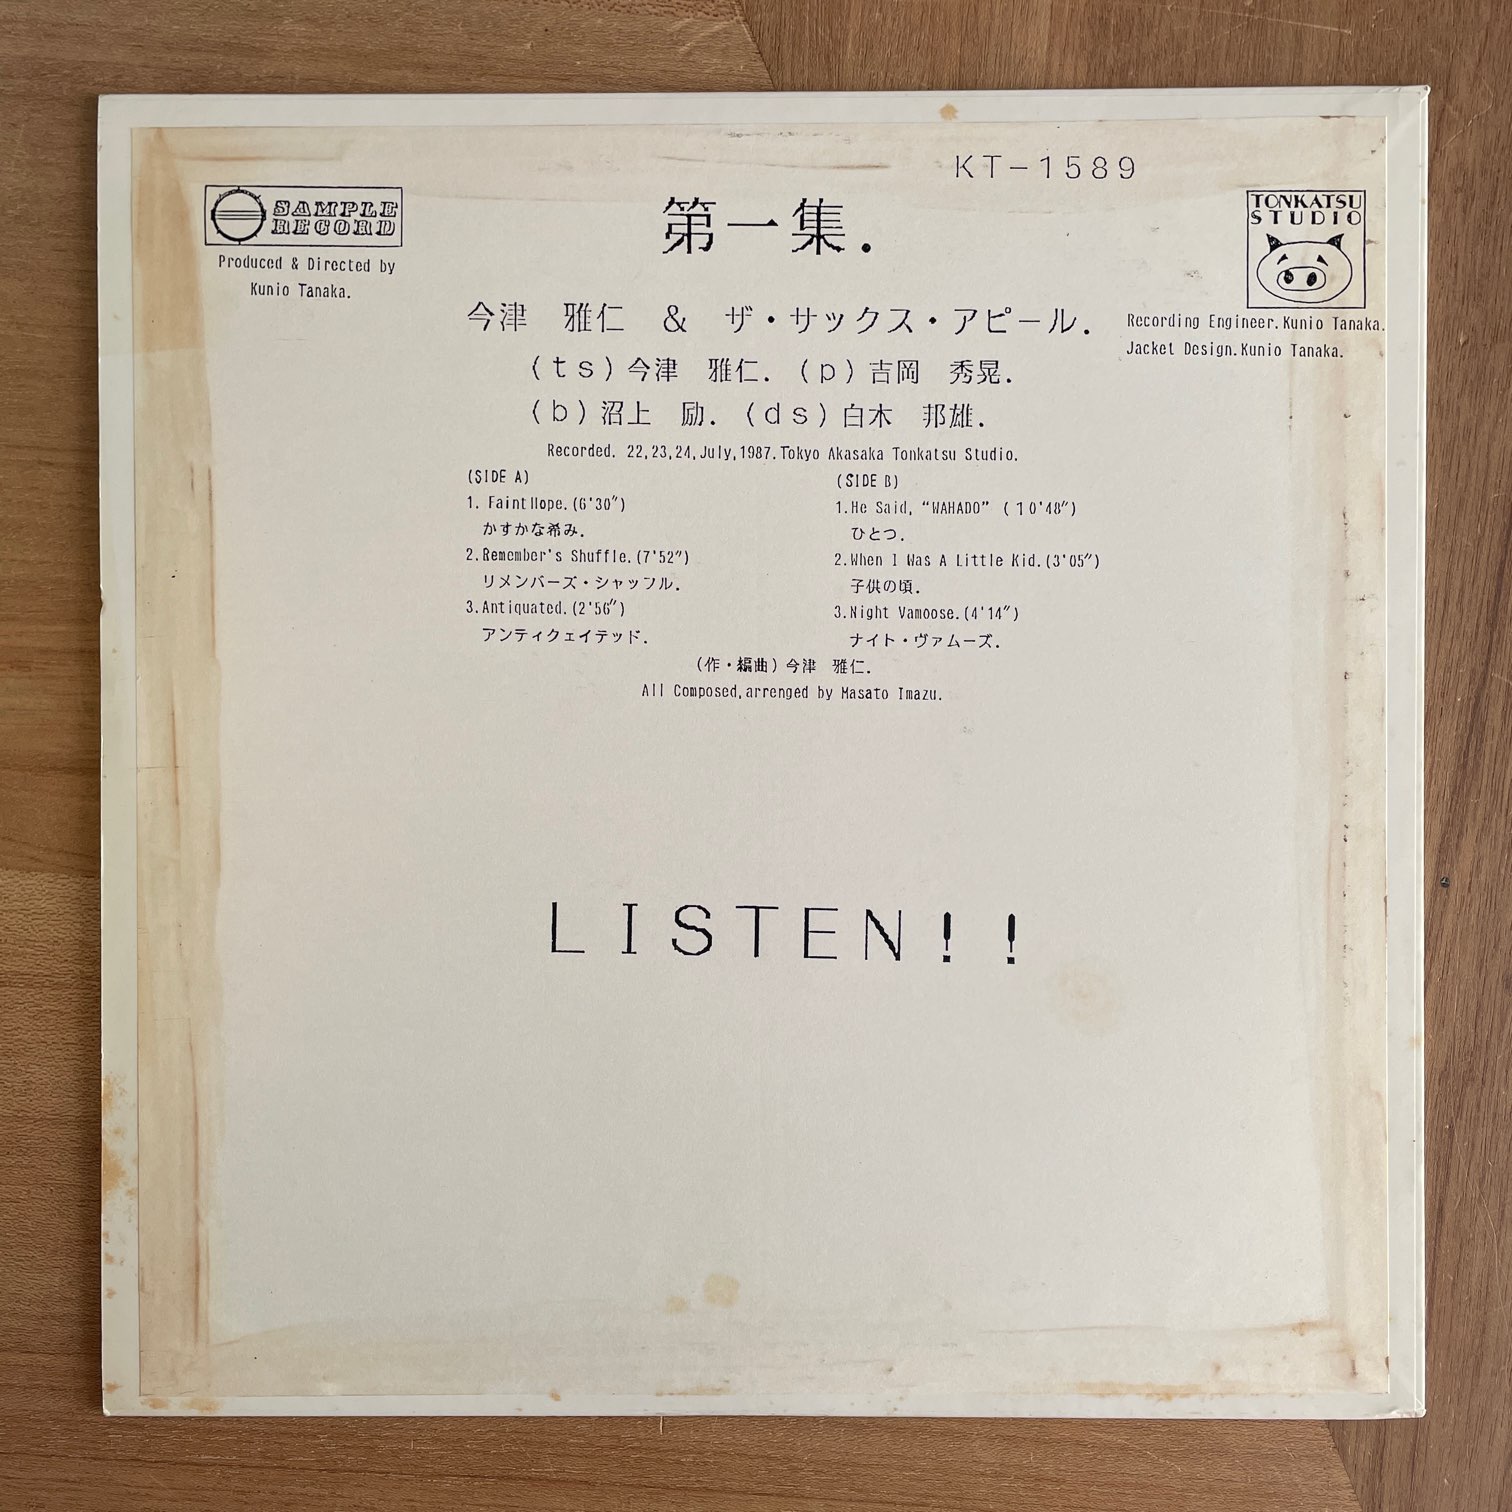 KT-1589
SAMPLE
RECORD
Produced & Directed by
Kunio Tanaka.
第一集.
TONKATSU
STUDIO
Recording Engineer.Kunio Tanaka.
Jacket Design.Kunio Tanaka.
今津　雅仁　＆　ザ・サックス・アピール.
(ts)今津　雅仁. (p)吉岡　秀晃.
(b)沼上　励. (ds)白木　邦雄.
Recorded. 22,23,24,July,1987.Tokyo Akasaka Tonkatsu Studio.
(SIDE A)
1. Faint Hope.(6'30")
かすかな希み.
2.Remember's Shuffle.(7'52")
リメンバーズ・シャッフル.
3.Antiquated.(2'56")
アンティクェイテッド.
(SIDE B)
1.He Said, “WAHADO” (10'48")
ひとつ.
2.When I Was A Little Kid.(3'05")
子供の頃.
3.Night Vamoose.(4'14")
ナイト・ヴァムーズ.
(作・編曲)今津　雅仁.
All Composed,arrenged by Masato Imazu.
LISTEN!!